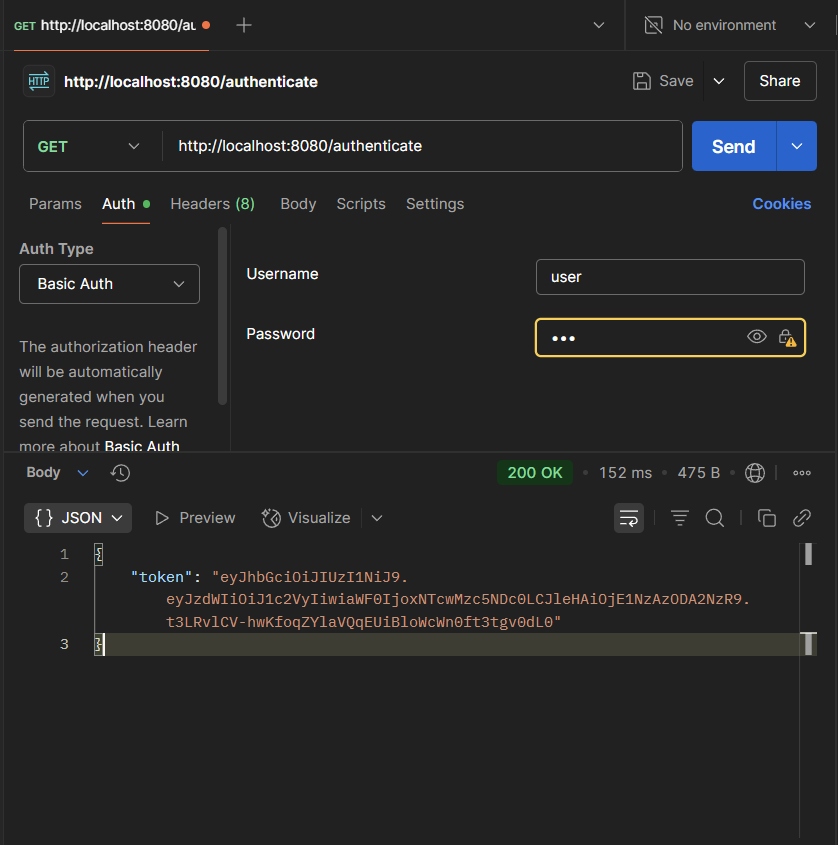 GET http://localhost:8080/au
No environment
HTTP http://localhost:8080/authenticate
Save
Share
GET http://localhost:8080/authenticate
Send
Params Auth Headers (8) Body Scripts Settings Cookies
Auth Type
Basic Auth
The authorization header
will be automatically
generated when you
send the request. Learn
more about Basic Auth
Username
user
Password
Body
200 OK 152 ms 475 B
{} JSON Preview Visualize
1 {
2 "token": "eyJhbGciOiJIUzI1NiJ9.
eyJzdWIiOiJ1c2VyIiwiaWF0IjoxNTcwMzc5NDc0LCJleHAiOjE1NzAzODA2NzR9.
t3LRvlCV-hwKfoqZYlaVQqEUiBloWcWn0ft3tgv0dL0"
3 }